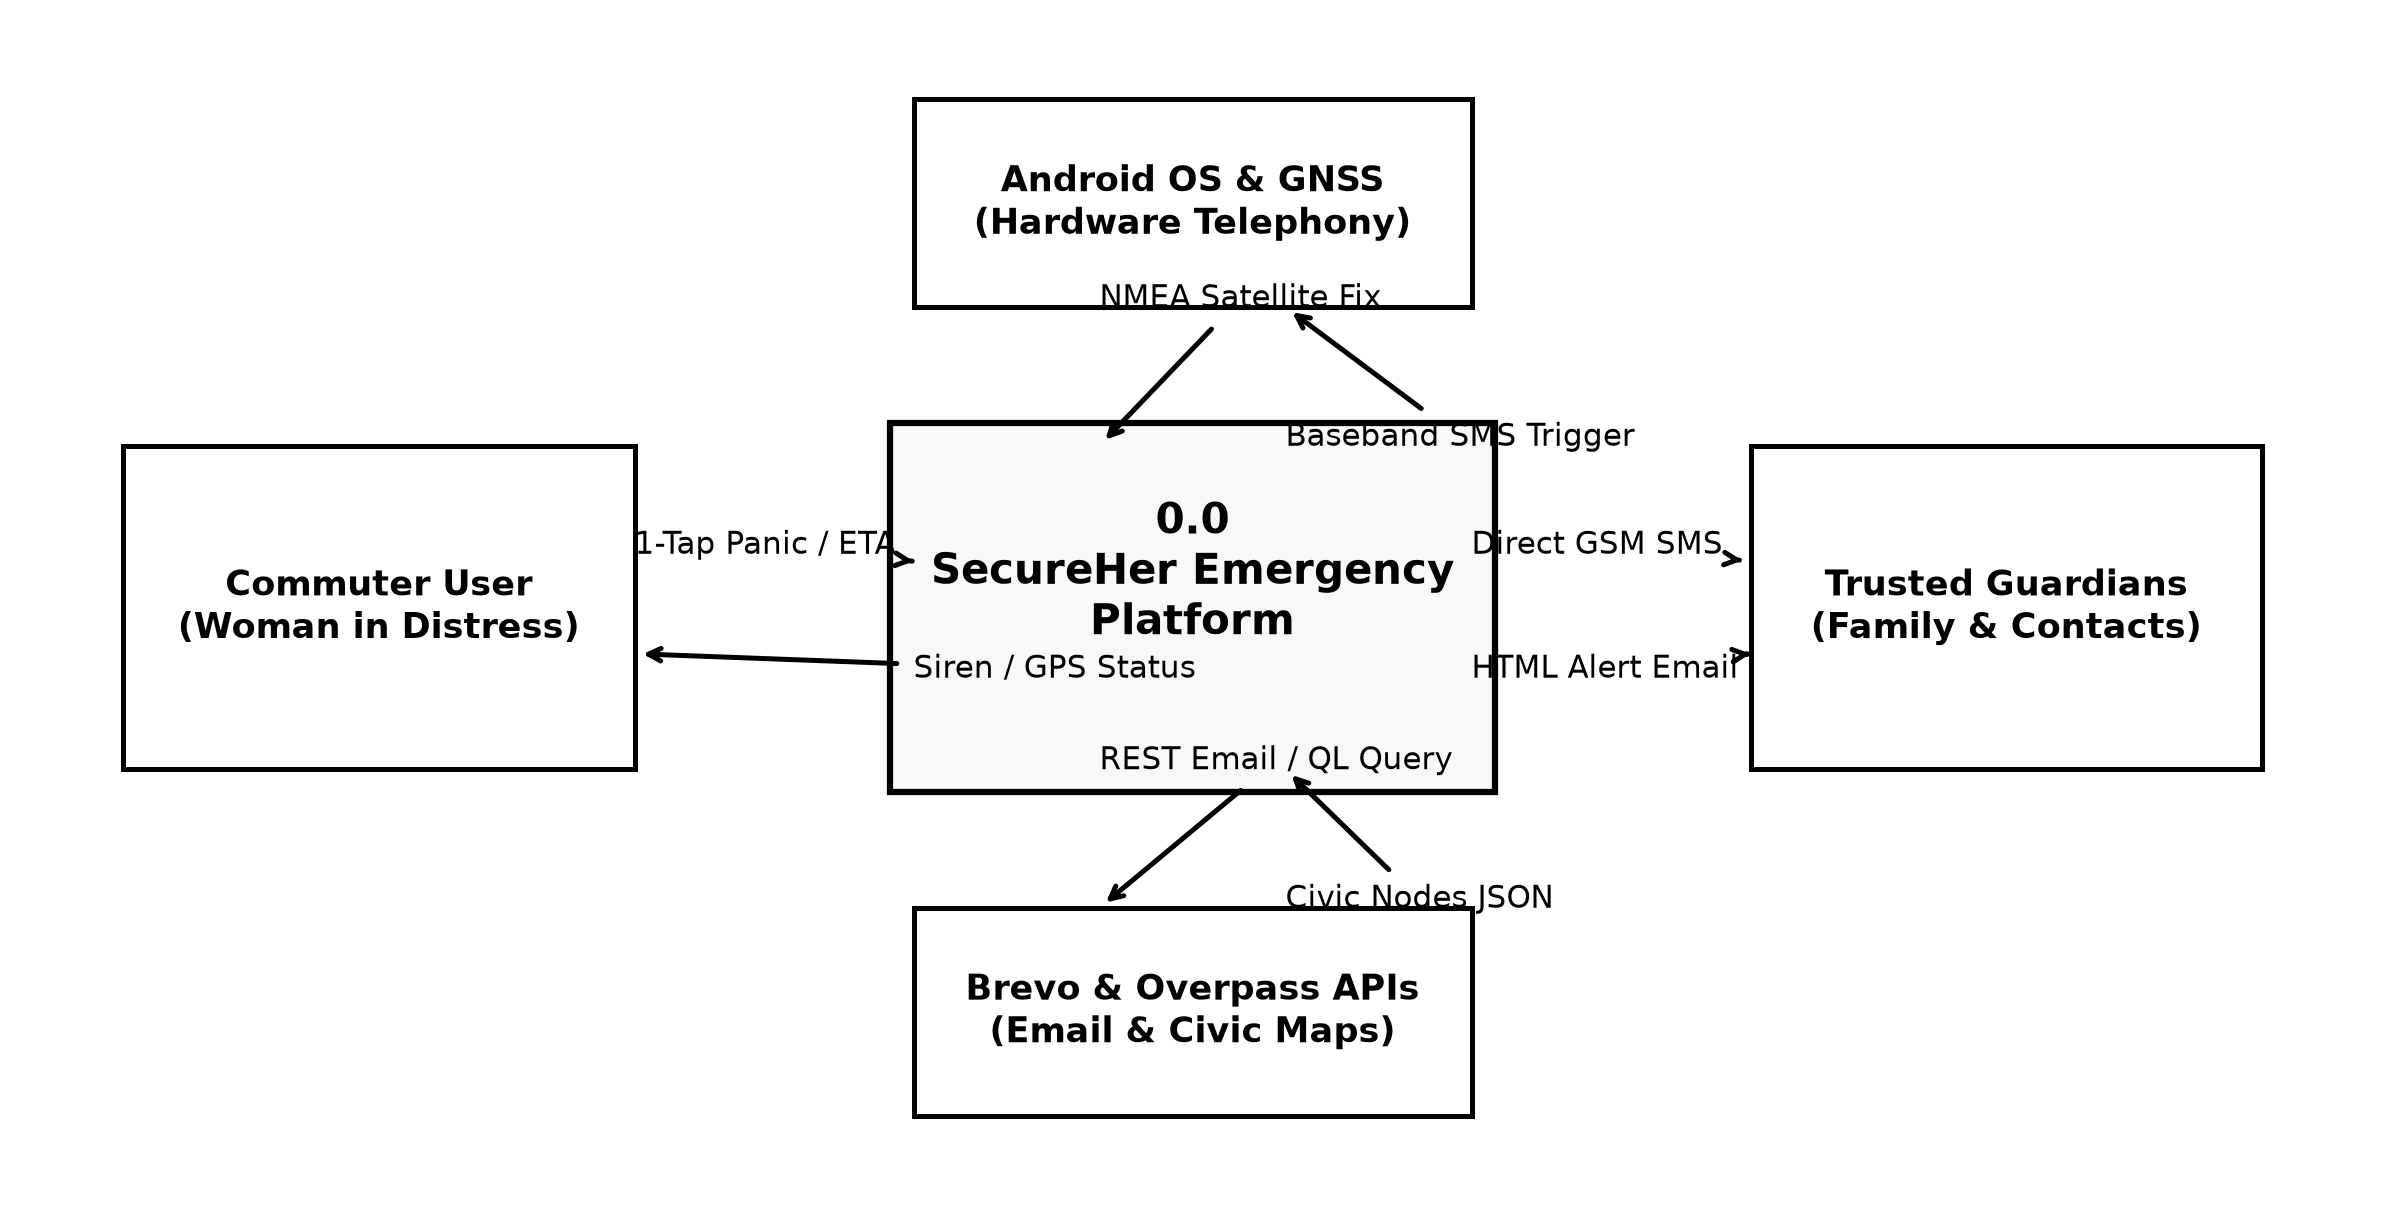 Android OS & GNSS
(Hardware Telephony)
NMEA Satellite Fix
Baseband SMS Trigger
1-Tap Panic / ETA
0.0
SecureHer Emergency
Platform
Direct GSM SMS
Commuter User
(Woman in Distress)
Trusted Guardians
(Family & Contacts)
Siren / GPS Status
HTML Alert Email
REST Email / QL Query
Civic Nodes JSON
Brevo & Overpass APIs
(Email & Civic Maps)